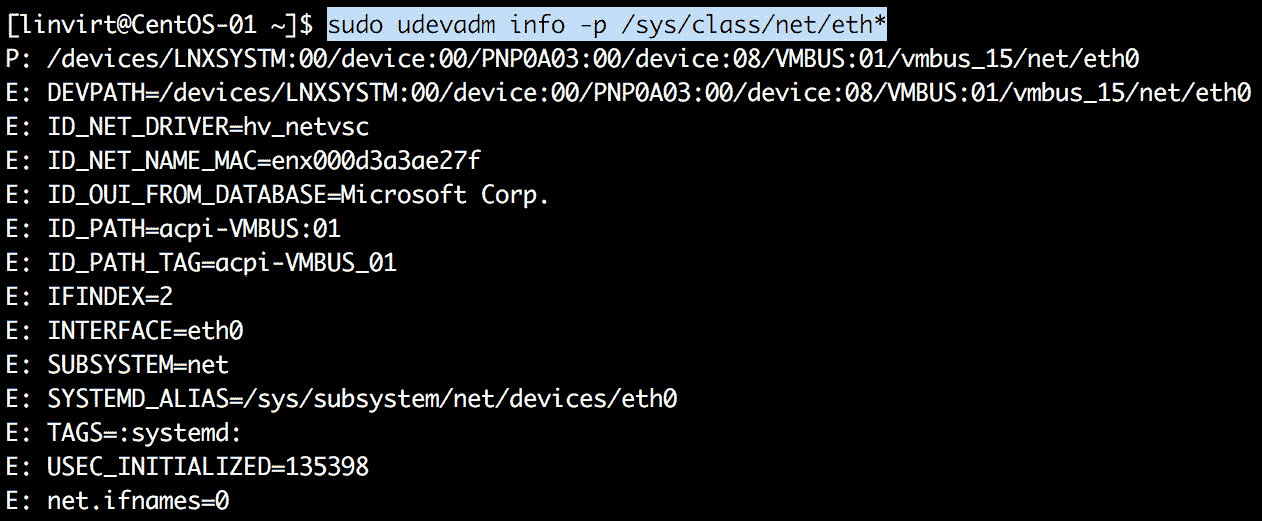 [linvirt@CentOS-01 ~]$ sudo udevadm info -p /sys/class/net/eth*
P: /devices/LNXSYSTM:00/device:00/PNP0A03:00/device:08/VMBUS:01/vmbus_15/net/eth0
E: DEVPATH=/devices/LNXSYSTM:00/device:00/PNP0A03:00/device:08/VMBUS:01/vmbus_15/net/eth0
E: ID_NET_DRIVER=hv_netvsc
E: ID_NET_NAME_MAC=enx000d3a3ae27f
E: ID_OUI_FROM_DATABASE=Microsoft Corp.
E: ID_PATH=acpi-VMBUS:01
E: ID_PATH_TAG=acpi-VMBUS_01
E: IFINDEX=2
E: INTERFACE=eth0
E: SUBSYSTEM=net
E: SYSTEMD_ALIAS=/sys/subsystem/net/devices/eth0
E: TAGS=:systemd:
E: USEC_INITIALIZED=135398
E: net.ifnames=0